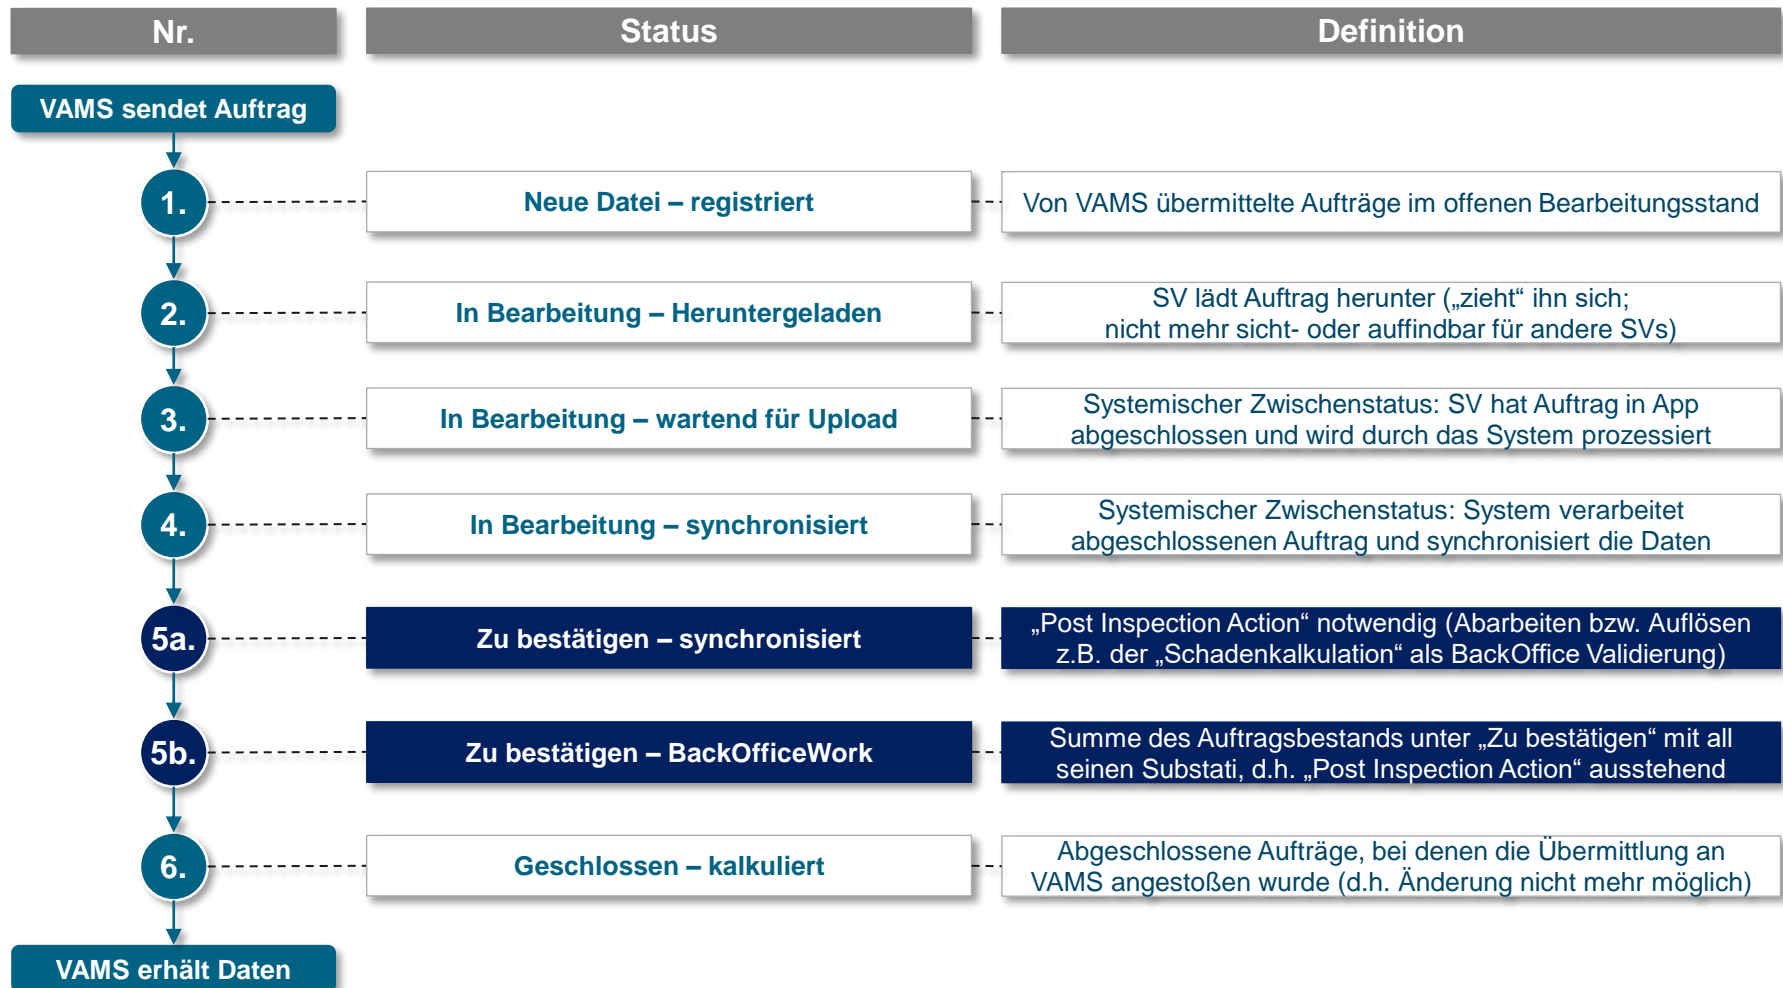 Nr.
Status
Definition
VAMS sendet Auftrag
1.
Neue Datei – registriert
Von VAMS übermittelte Aufträge im offenen Bearbeitungsstand
2.
In Bearbeitung – Heruntergeladen
SV lädt Auftrag herunter („zieht“ ihn sich;
nicht mehr sicht- oder auffindbar für andere SVs)
3.
In Bearbeitung – wartend für Upload
Systemischer Zwischenstatus: SV hat Auftrag in App
abgeschlossen und wird durch das System prozessiert
4.
In Bearbeitung – synchronisiert
Systemischer Zwischenstatus: System verarbeitet
abgeschlossenen Auftrag und synchronisiert die Daten
5a.
Zu bestätigen – synchronisiert
„Post Inspection Action“ notwendig (Abarbeiten bzw. Auflösen
z.B. der „Schadenkalkulation“ als BackOffice Validierung)
5b.
Zu bestätigen – BackOfficeWork
Summe des Auftragsbestands unter „Zu bestätigen“ mit all
seinen Substati, d.h. „Post Inspection Action“ ausstehend
6.
Geschlossen – kalkuliert
Abgeschlossene Aufträge, bei denen die Übermittlung an
VAMS angestoßen wurde (d.h. Änderung nicht mehr möglich)
VAMS erhält Daten